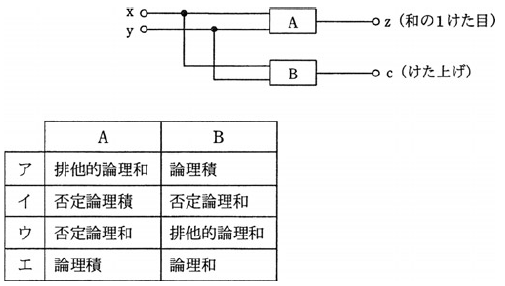 x A z（和の1けた目）
y
B c（けた上げ）
A B
ア 排他的論理和 論理積
イ 否定論理積 否定論理和
ウ 否定論理和 排他的論理和
エ 論理積 論理和